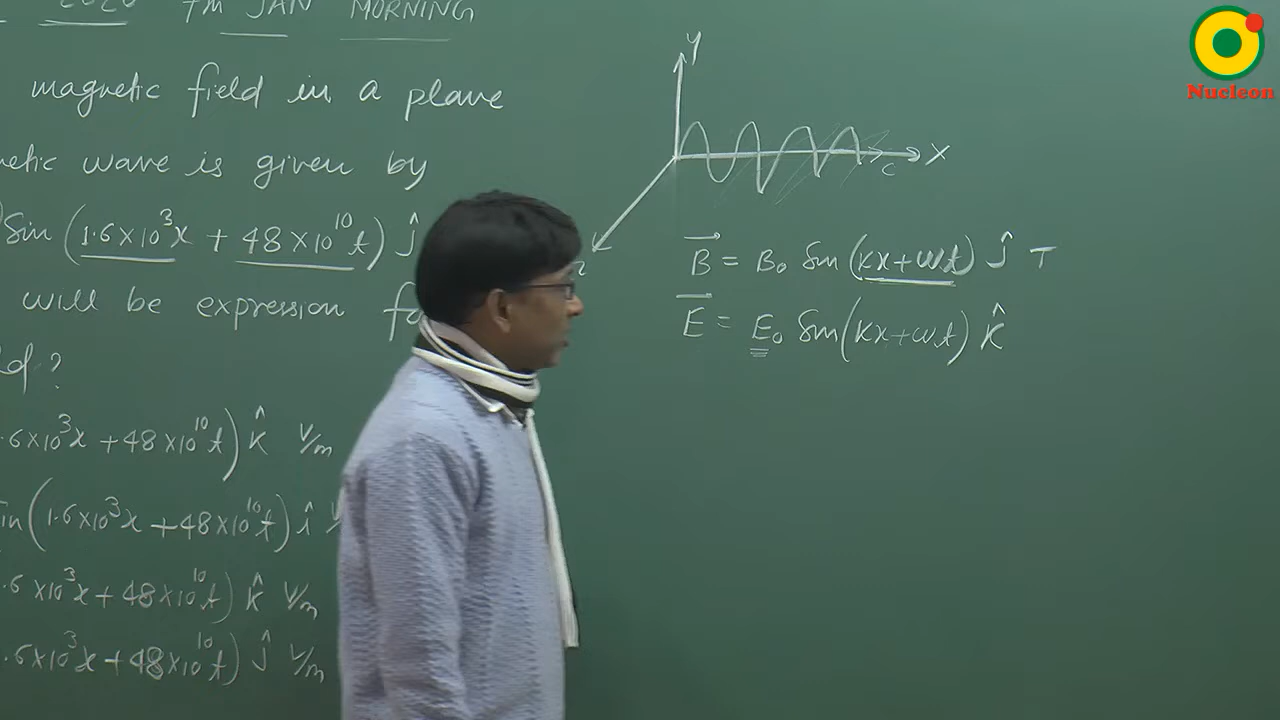 2020 7TH JAN MORNING
magnetic field in a plane
netic wave is given by
Sin (1.6×10³x + 48×10¹⁰t) ĵ
will be expression fo
ld?
.6×10³x + 48×10¹⁰t) k̂ V/m
in (1.6×10³x + 48×10¹⁰t) î V
.6×10³x + 48×10¹⁰t) k̂ V/m
.6×10³x + 48×10¹⁰t) ĵ V/m
Y
X
c
B⃗ = B₀ Sin (kx+ωt) ĵ T
E⃗ = E₀ Sin (kx+ωt) k̂
Nucleon